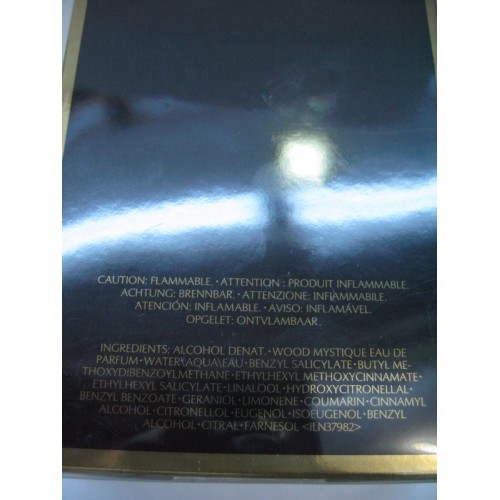 CAUTION: FLAMMABLE. • ATTENTION : PRODUIT INFLAMMABLE.
ACHTUNG: BRENNBAR. • ATTENZIONE: INFIAMMABILE.
ATENCIÓN: INFLAMABLE. • AVISO: INFLAMÁVEL.
OPGELET: ONTVLAMBAAR.
INGREDIENTS: ALCOHOL DENAT. • WOOD MYSTIQUE EAU DE
PARFUM • WATER\AQUA\EAU • BENZYL SALICYLATE • BUTYL ME-
THOXYDIBENZOYLMETHANE • ETHYLHEXYL METHOXYCINNAMATE
• ETHYLHEXYL SALICYLATE • LINALOOL • HYDROXYCITRONELLAL •
BENZYL BENZOATE • GERANIOL • LIMONENE • COUMARIN • CINNAMYL
ALCOHOL • CITRONELLOL • EUGENOL • ISOEUGENOL • BENZYL
ALCOHOL • CITRAL • FARNESOL <ILN37982>